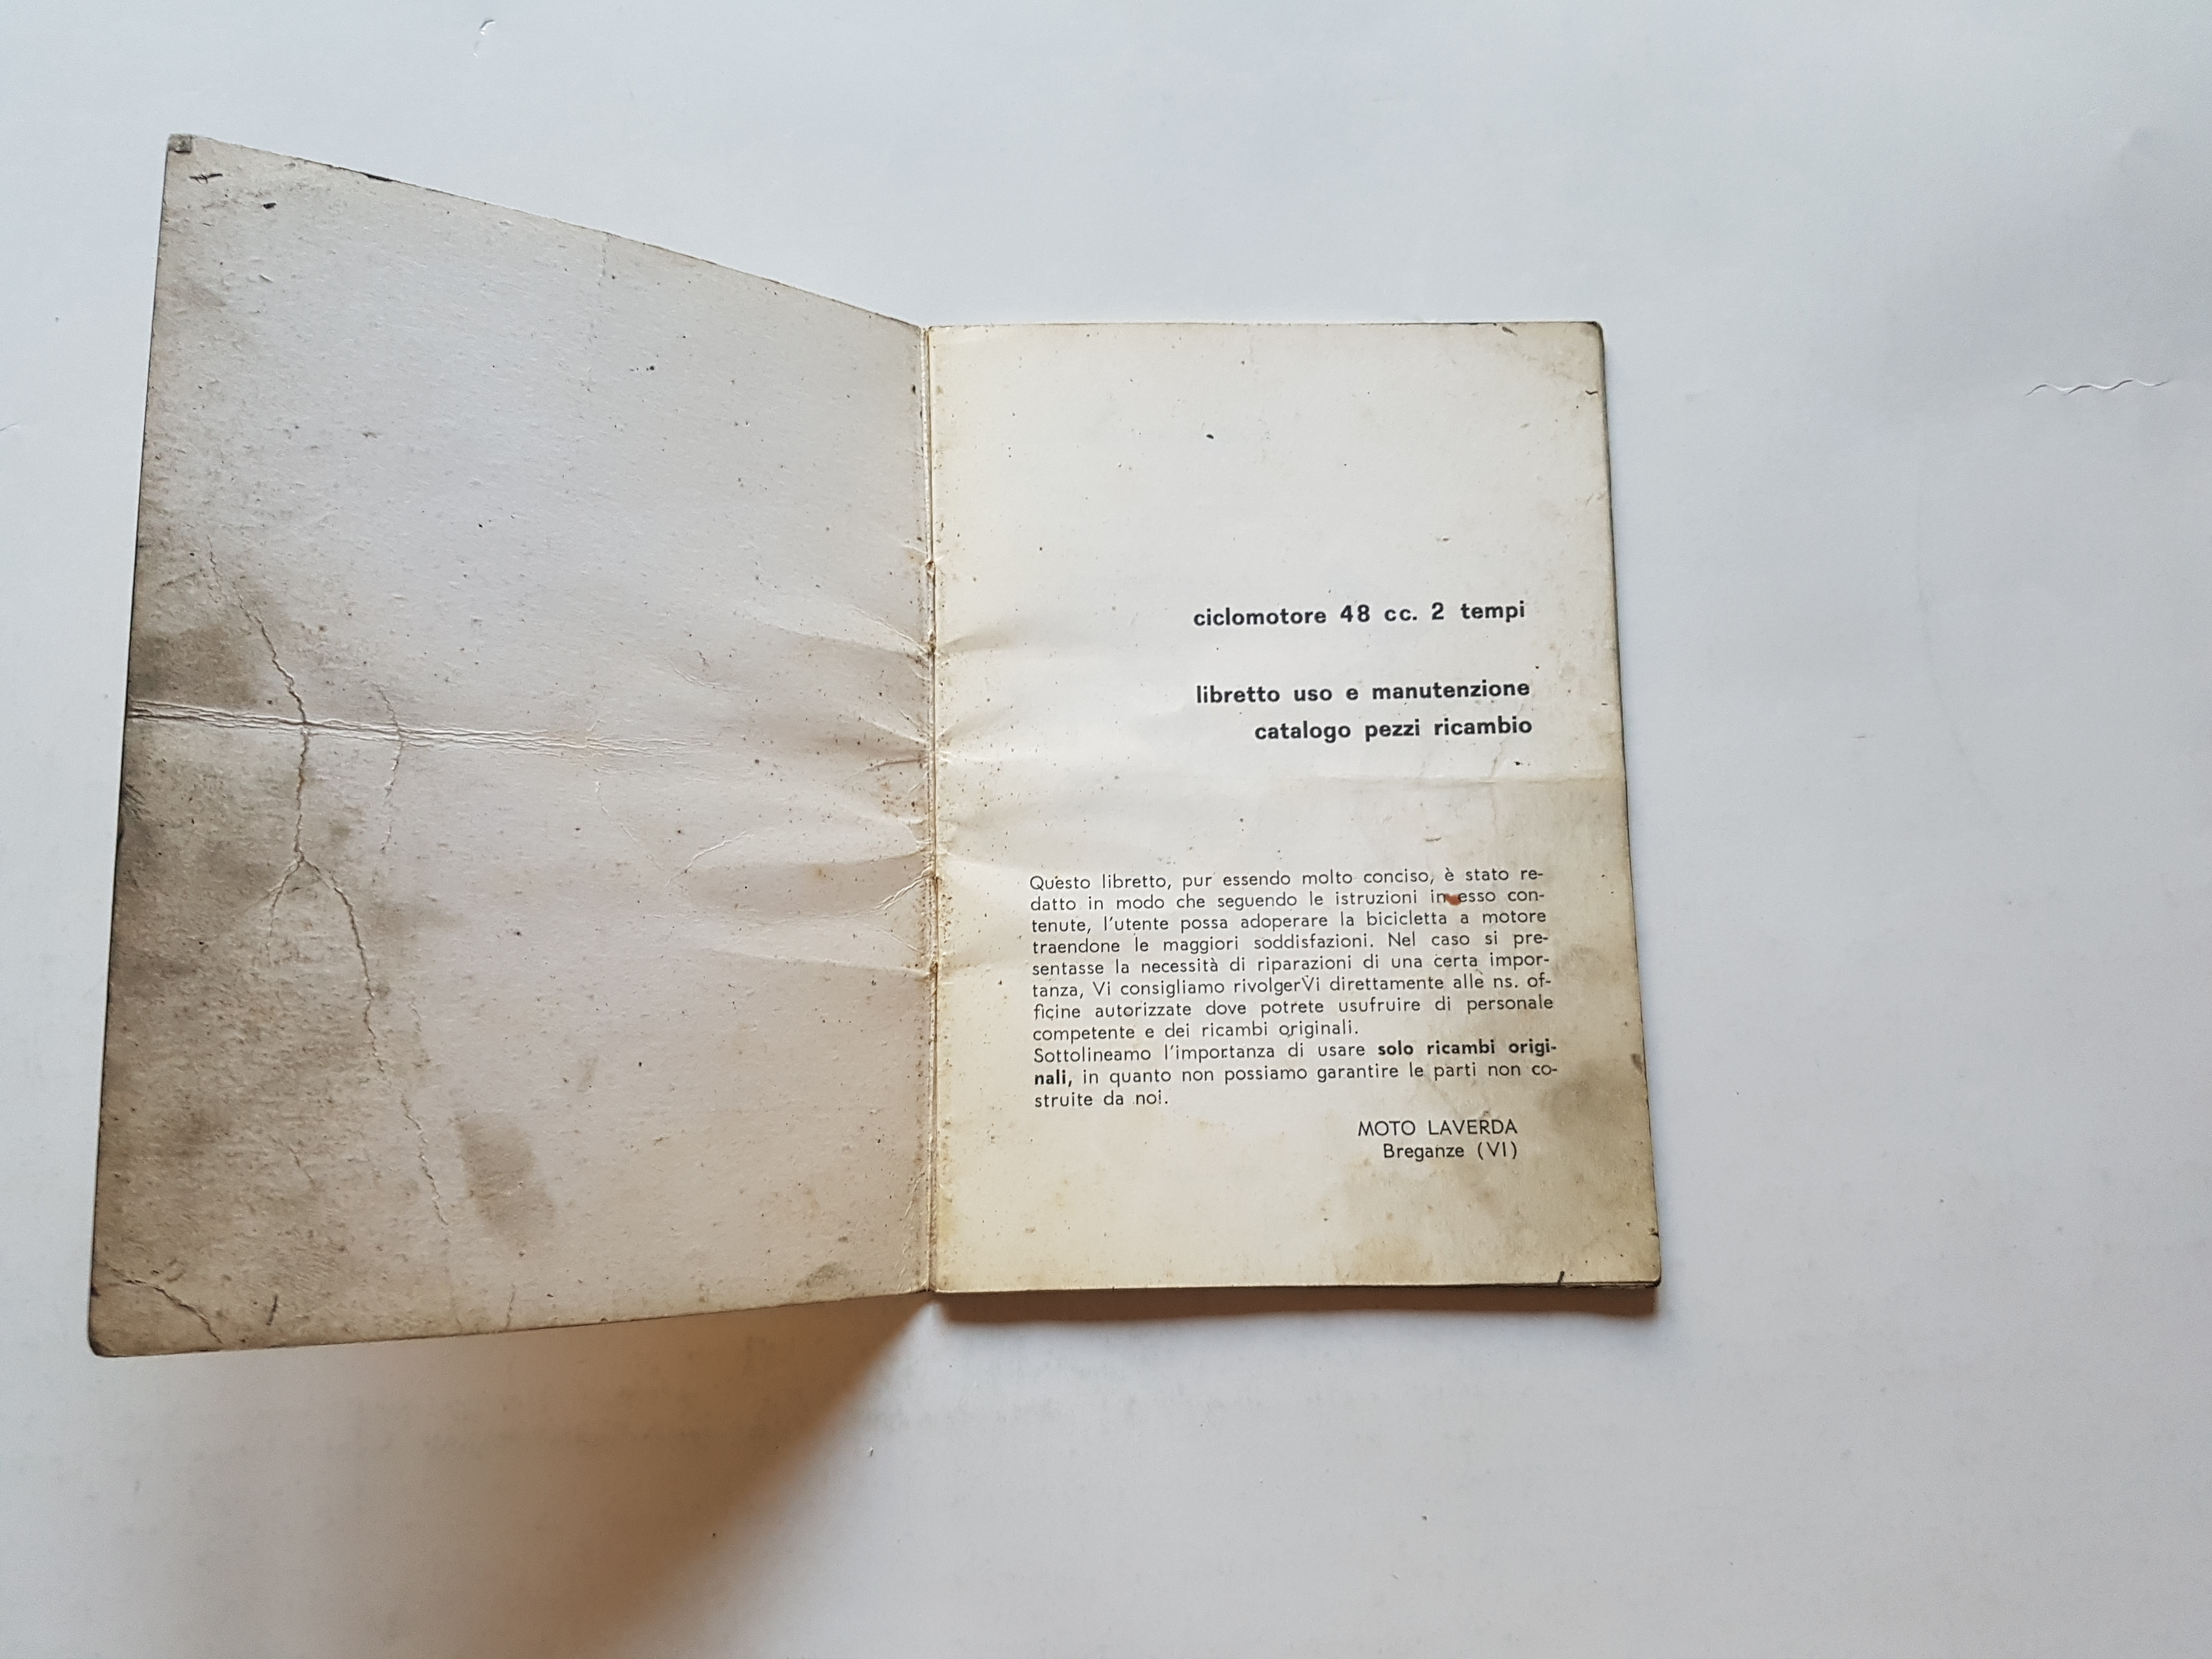 ciclomotore 48 cc. 2 tempi
libretto uso e manutenzione
catalogo pezzi ricambio
Questo libretto, pur essendo molto conciso, è stato re-
datto in modo che seguendo le istruzioni in esso con-
tenute, l'utente possa adoperare la bicicletta a motore
traendone le maggiori soddisfazioni. Nel caso si pre-
sentasse la necessità di riparazioni di una certa impor-
tanza, Vi consigliamo rivolgerVi direttamente alle ns. of-
ficine autorizzate dove potrete usufruire di personale
competente e dei ricambi originali.
Sottolineamo l'importanza di usare solo ricambi origi-
nali, in quanto non possiamo garantire le parti non co-
struite da noi.
MOTO LAVERDA
Breganze (VI)